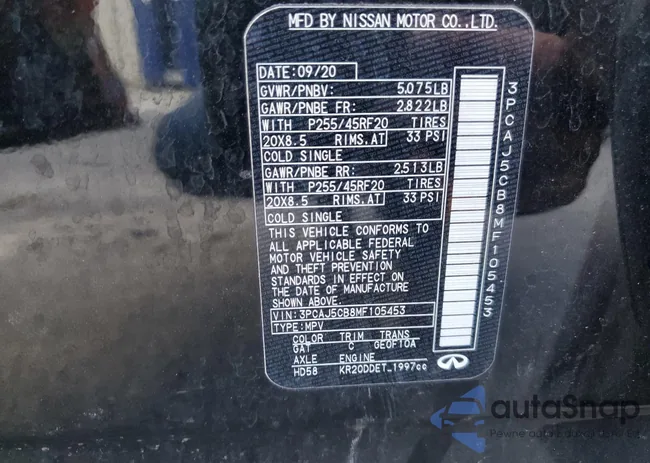 MFD BY NISSAN MOTOR CO.,LTD.
DATE:09/20
GVWR/PNBV: 5.075LB
GAWR/PNBE FR: 2.822LB
WITH P255/45RF20 TIRES
20X8.5 RIMS.AT 33 PSI
COLD SINGLE
GAWR/PNBE RR: 2.513LB
WITH P255/45RF20 TIRES
20X8.5 RIMS.AT 33 PSI
COLD SINGLE
THIS VEHICLE CONFORMS TO
ALL APPLICABLE FEDERAL
MOTOR VEHICLE SAFETY
AND THEFT PREVENTION
STANDARDS IN EFFECT ON
THE DATE OF MANUFACTURE
SHOWN ABOVE.
VIN:3PCAJ5CB8MF105453
TYPE:MPV
COLOR TRIM TRANS
GAT C GEOF10A
AXLE ENGINE
HD58 KR20DDET_1997cc
3PCAJ5CB8MF105453
autoSnap